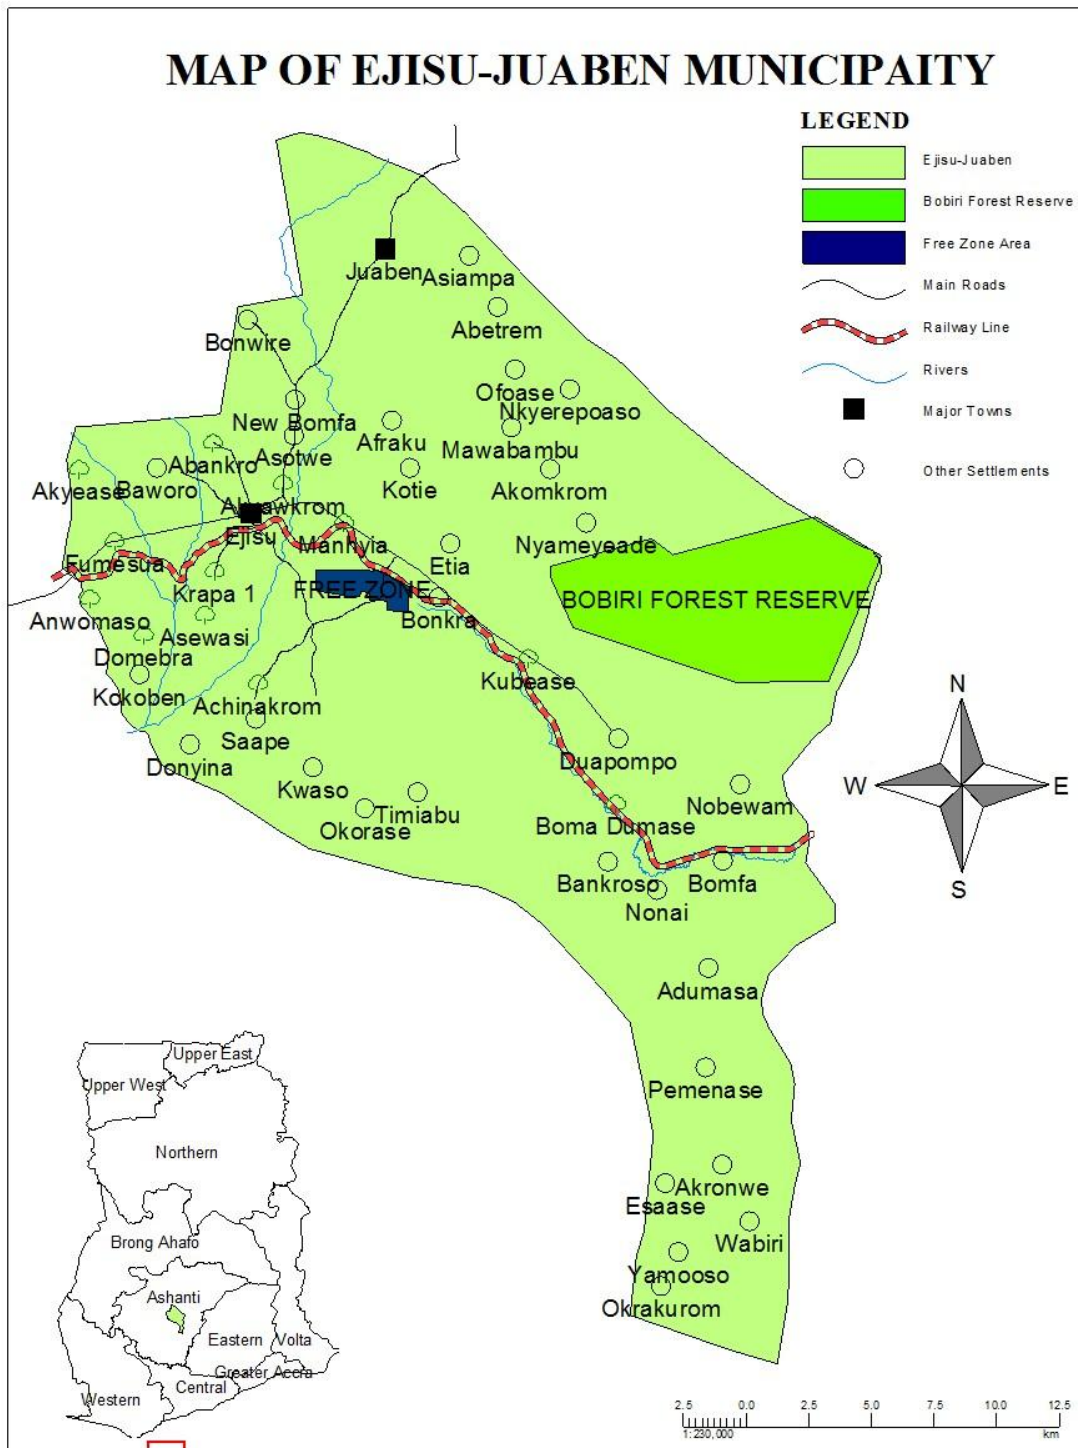 MAP OF EJISU-JUABEN MUNICIPAITY
LEGEND
Ejisu-Juaben
Bobiri Forest Reserve
Free Zone Area
Main Roads
Railway Line
Rivers
Major Towns
Other Settlements
Juaben
Asiampa
Abetrem
Bonwire
Ofoase
Nkyerepoaso
New Bomfa
Afraku
Mawabambu
Asotwe
Abankro
Akyease
Baworo
Kotie
Akomkrom
Ejisu
Manhyia
Nyameyeade
Etia
Fumesua
Krapa 1
FREE ZONE
BOBIRI FOREST RESERVE
Anwomaso
Asewasi
Bonkra
Domebra
Kokoben
Kubease
Achinakrom
Saape
Donyina
Duapompo
Kwaso
Timiabu
Okorase
Nobewam
Boma Dumase
Bankroso
Bomfa
Nonai
Adumasa
Pemenase
Akronwe
Esaase
Wabiri
Yamooso
Okrakurom
N
W
E
S
Upper East
Upper West
Northern
Brong Ahafo
Ashanti
Eastern
Volta
Greater Accra
Central
Western
2.5 0.0 2.5 5.0 7.5 10.0 12.5
1:230,000 km